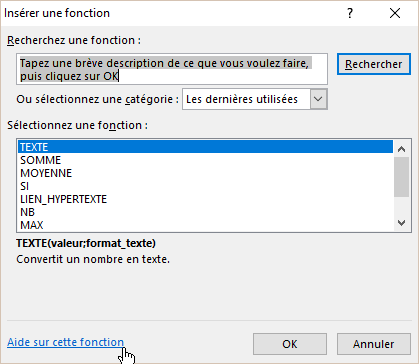 Insérer une fonction
? ×
Recherchez une fonction :
Tapez une brève description de ce que vous voulez faire,
puis cliquez sur OK
Rechercher
Ou sélectionnez une catégorie : Les dernières utilisées
Sélectionnez une fonction :
TEXTE
SOMME
MOYENNE
SI
LIEN_HYPERTEXTE
NB
MAX
TEXTE(valeur;format_texte)
Convertit un nombre en texte.
Aide sur cette fonction
OK
Annuler